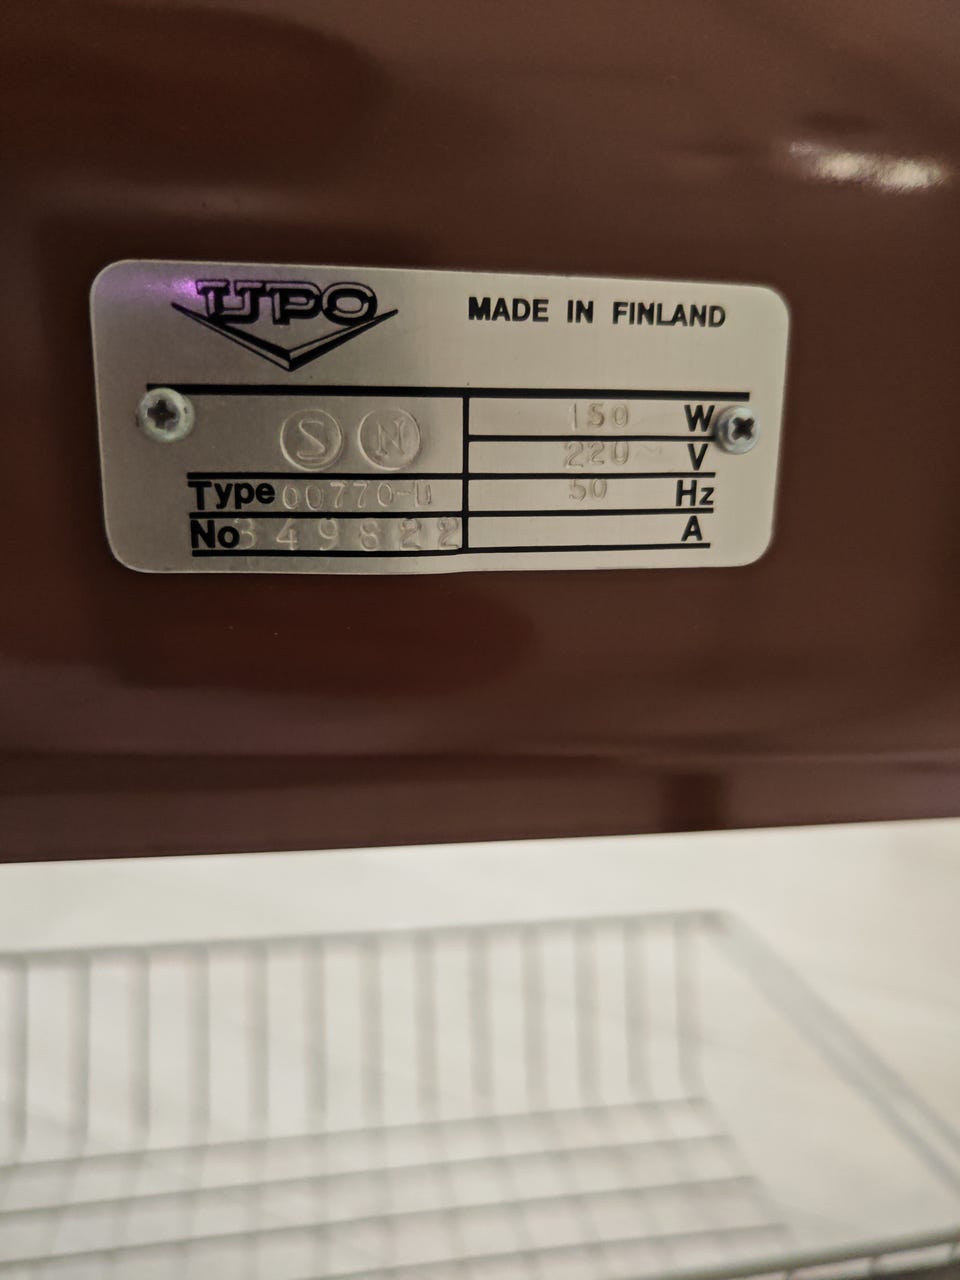 UPO MADE IN FINLAND
S N 150 W
220~ V
Type 00770-U 50 Hz
No 349822 A